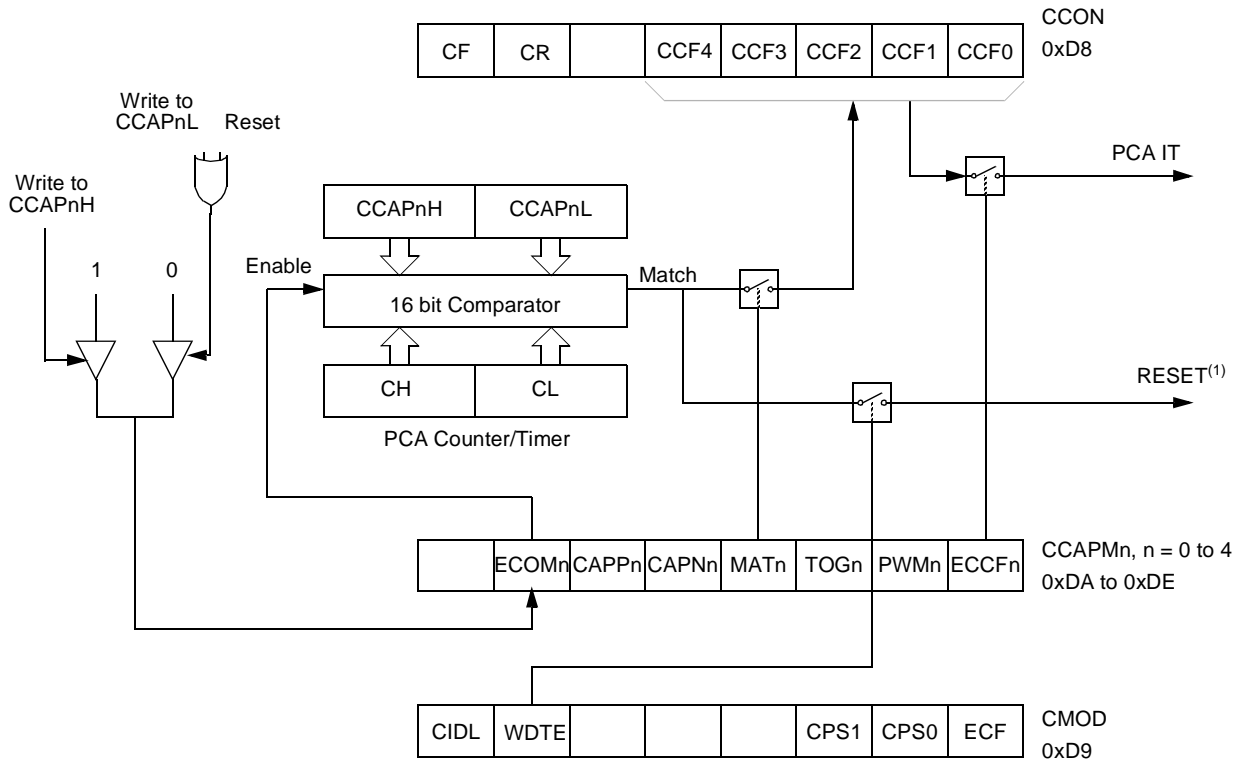 CCON
CF CR CCF4 CCF3 CCF2 CCF1 CCF0
0xD8
Write to
CCAPnL Reset
PCA IT
Write to
CCAPnH
CCAPnH CCAPnL
1 0
Enable
Match
16 bit Comparator
CH CL
RESET(1)
PCA Counter/Timer
ECOMn CAPPn CAPNn MATn TOGn PWMn ECCFn
CCAPMn, n = 0 to 4
0xDA to 0xDE
CIDL WDTE CPS1 CPS0 ECF
CMOD
0xD9